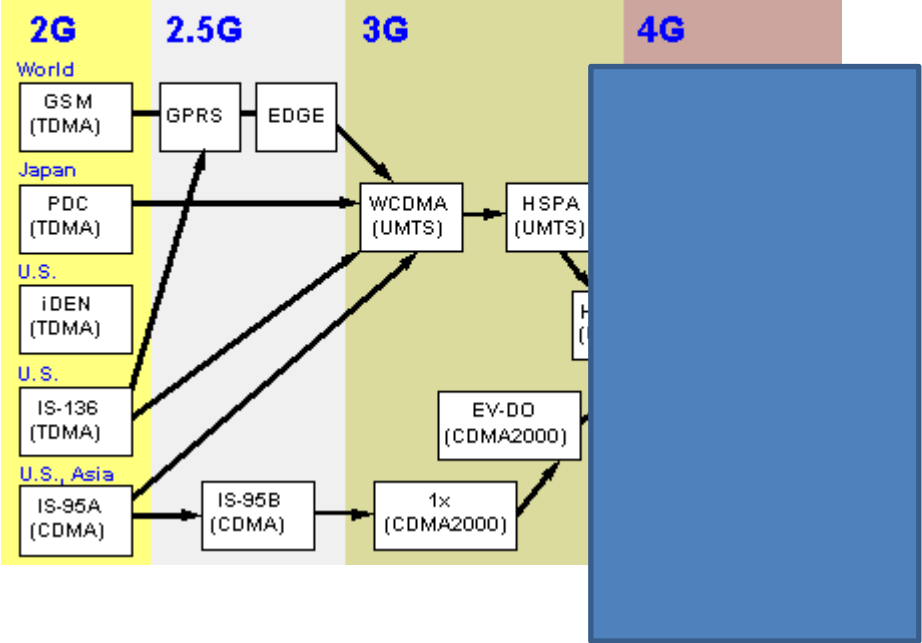 2G
2.5G
3G
4G
World
GSM
(TDMA)
GPRS
EDGE
Japan
PDC
(TDMA)
WCDMA
(UMTS)
HSPA
(UMTS)
U.S.
iDEN
(TDMA)
U.S.
IS-136
(TDMA)
EV-DO
(CDMA2000)
U.S., Asia
IS-95A
(CDMA)
IS-95B
(CDMA)
1x
(CDMA2000)